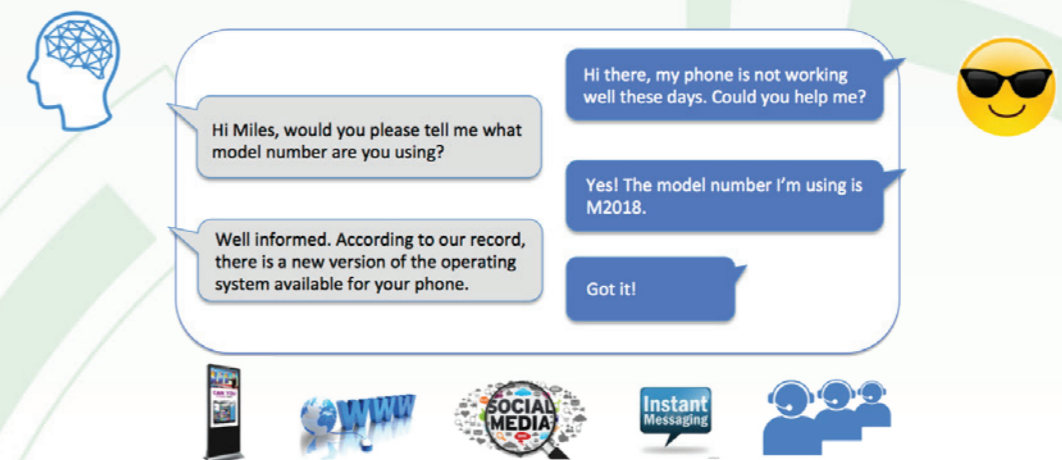 Hi there, my phone is not working
well these days. Could you help me?
Hi Miles, would you please tell me what
model number are you using?
Yes! The model number I'm using is
M2018.
Well informed. According to our record,
there is a new version of the operating
system available for your phone.
Got it!
CAN YOU
WWW
SOCIAL
MEDIA
Instant
Messaging